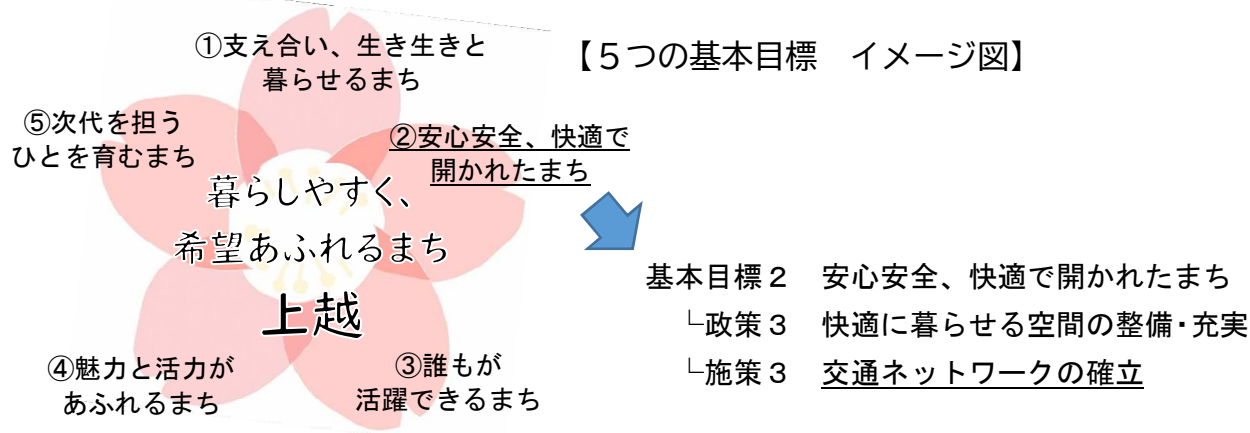 【５つの基本目標　イメージ図】
①支え合い、生き生きと
暮らせるまち
②安心安全、快適で
開かれたまち
③誰もが
活躍できるまち
④魅力と活力が
あふれるまち
⑤次代を担う
ひとを育むまち
暮らしやすく、
希望あふれるまち
上越
基本目標２　安心安全、快適で開かれたまち
└政策３　快適に暮らせる空間の整備・充実
└施策３　交通ネットワークの確立